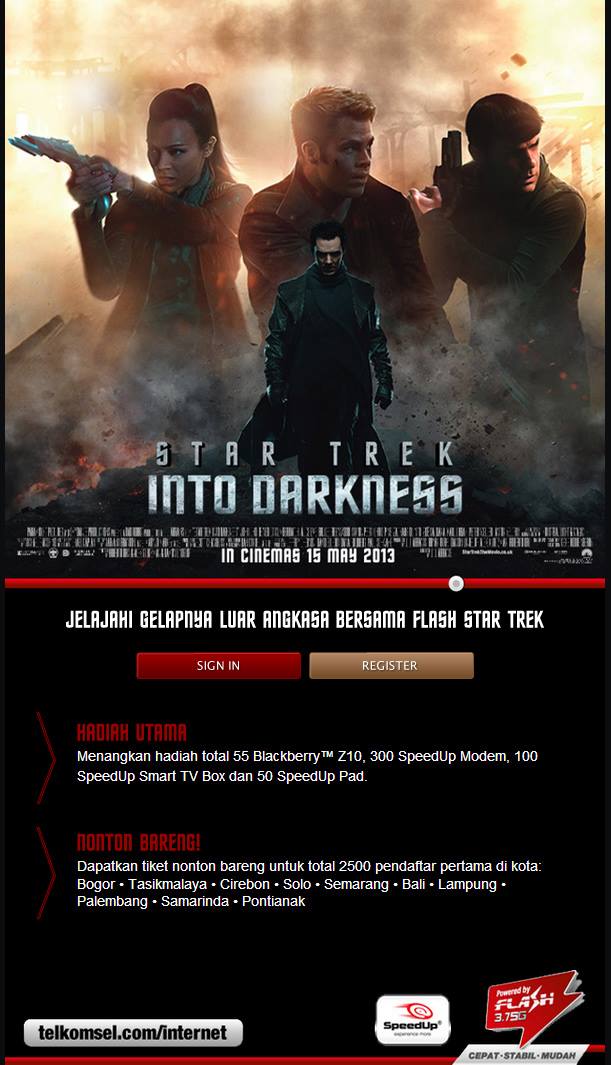 STAR TREK
INTO DARKNESS
IN CINEMAS 15 MAY 2013
JELAJAHI GELAPNYA LUAR ANGKASA BERSAMA FLASH STAR TREK
SIGN IN
REGISTER
HADIAH UTAMA
Menangkan hadiah total 55 Blackberry™ Z10, 300 SpeedUp Modem, 100
SpeedUp Smart TV Box dan 50 SpeedUp Pad.
NONTON BARENG!
Dapatkan tiket nonton bareng untuk total 2500 pendaftar pertama di kota:
Bogor • Tasikmalaya • Cirebon • Solo • Semarang • Bali • Lampung •
Palembang • Samarinda • Pontianak
telkomsel.com/internet
SpeedUp®
experience more
Powered by
FLASH
3.75G
CEPAT • STABIL • MUDAH